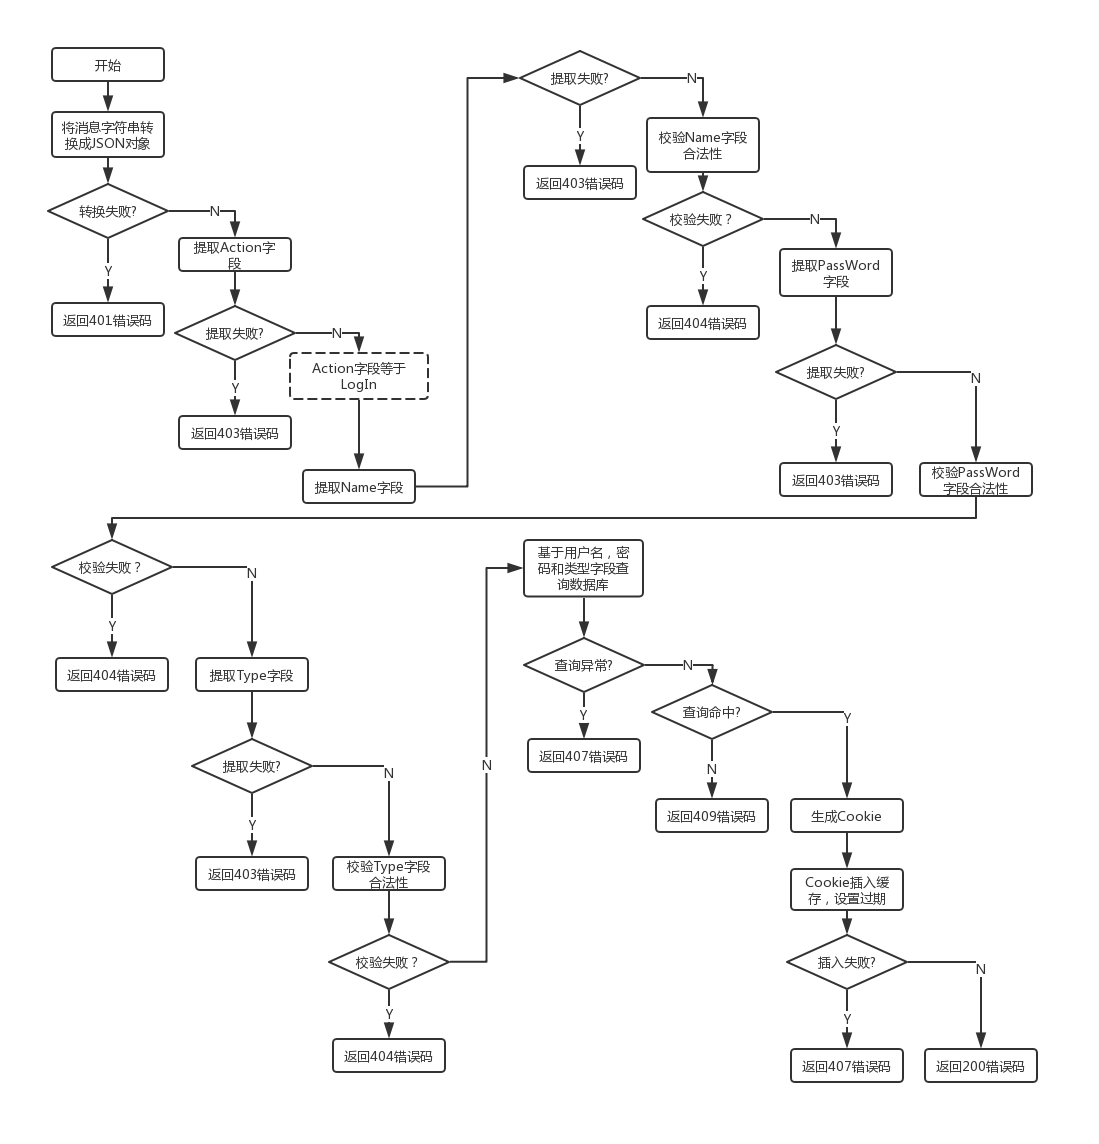 开始
将消息字符串转
换成JSON对象
转换失败?
N
Y
返回401错误码
提取Action字
段
提取失败?
N
Y
返回403错误码
Action字段等于
LogIn
提取Name字段
提取失败?
N
Y
返回403错误码
校验Name字段
合法性
校验失败？
N
Y
返回404错误码
提取PassWord
字段
提取失败?
N
Y
返回403错误码
校验PassWord
字段合法性
校验失败？
N
Y
返回404错误码
提取Type字段
提取失败?
N
Y
返回403错误码
校验Type字段
合法性
校验失败？
N
Y
返回404错误码
基于用户名，密
码和类型字段查
询数据库
查询异常?
N
Y
返回407错误码
查询命中?
Y
N
返回409错误码
生成Cookie
Cookie插入缓
存，设置过期
插入失败?
N
Y
返回407错误码
返回200错误码